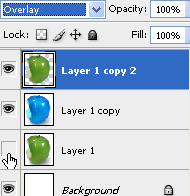 Overlay Opacity: 100%
Lock: Fill: 100%
Layer 1 copy 2
Layer 1 copy
Layer 1
Background